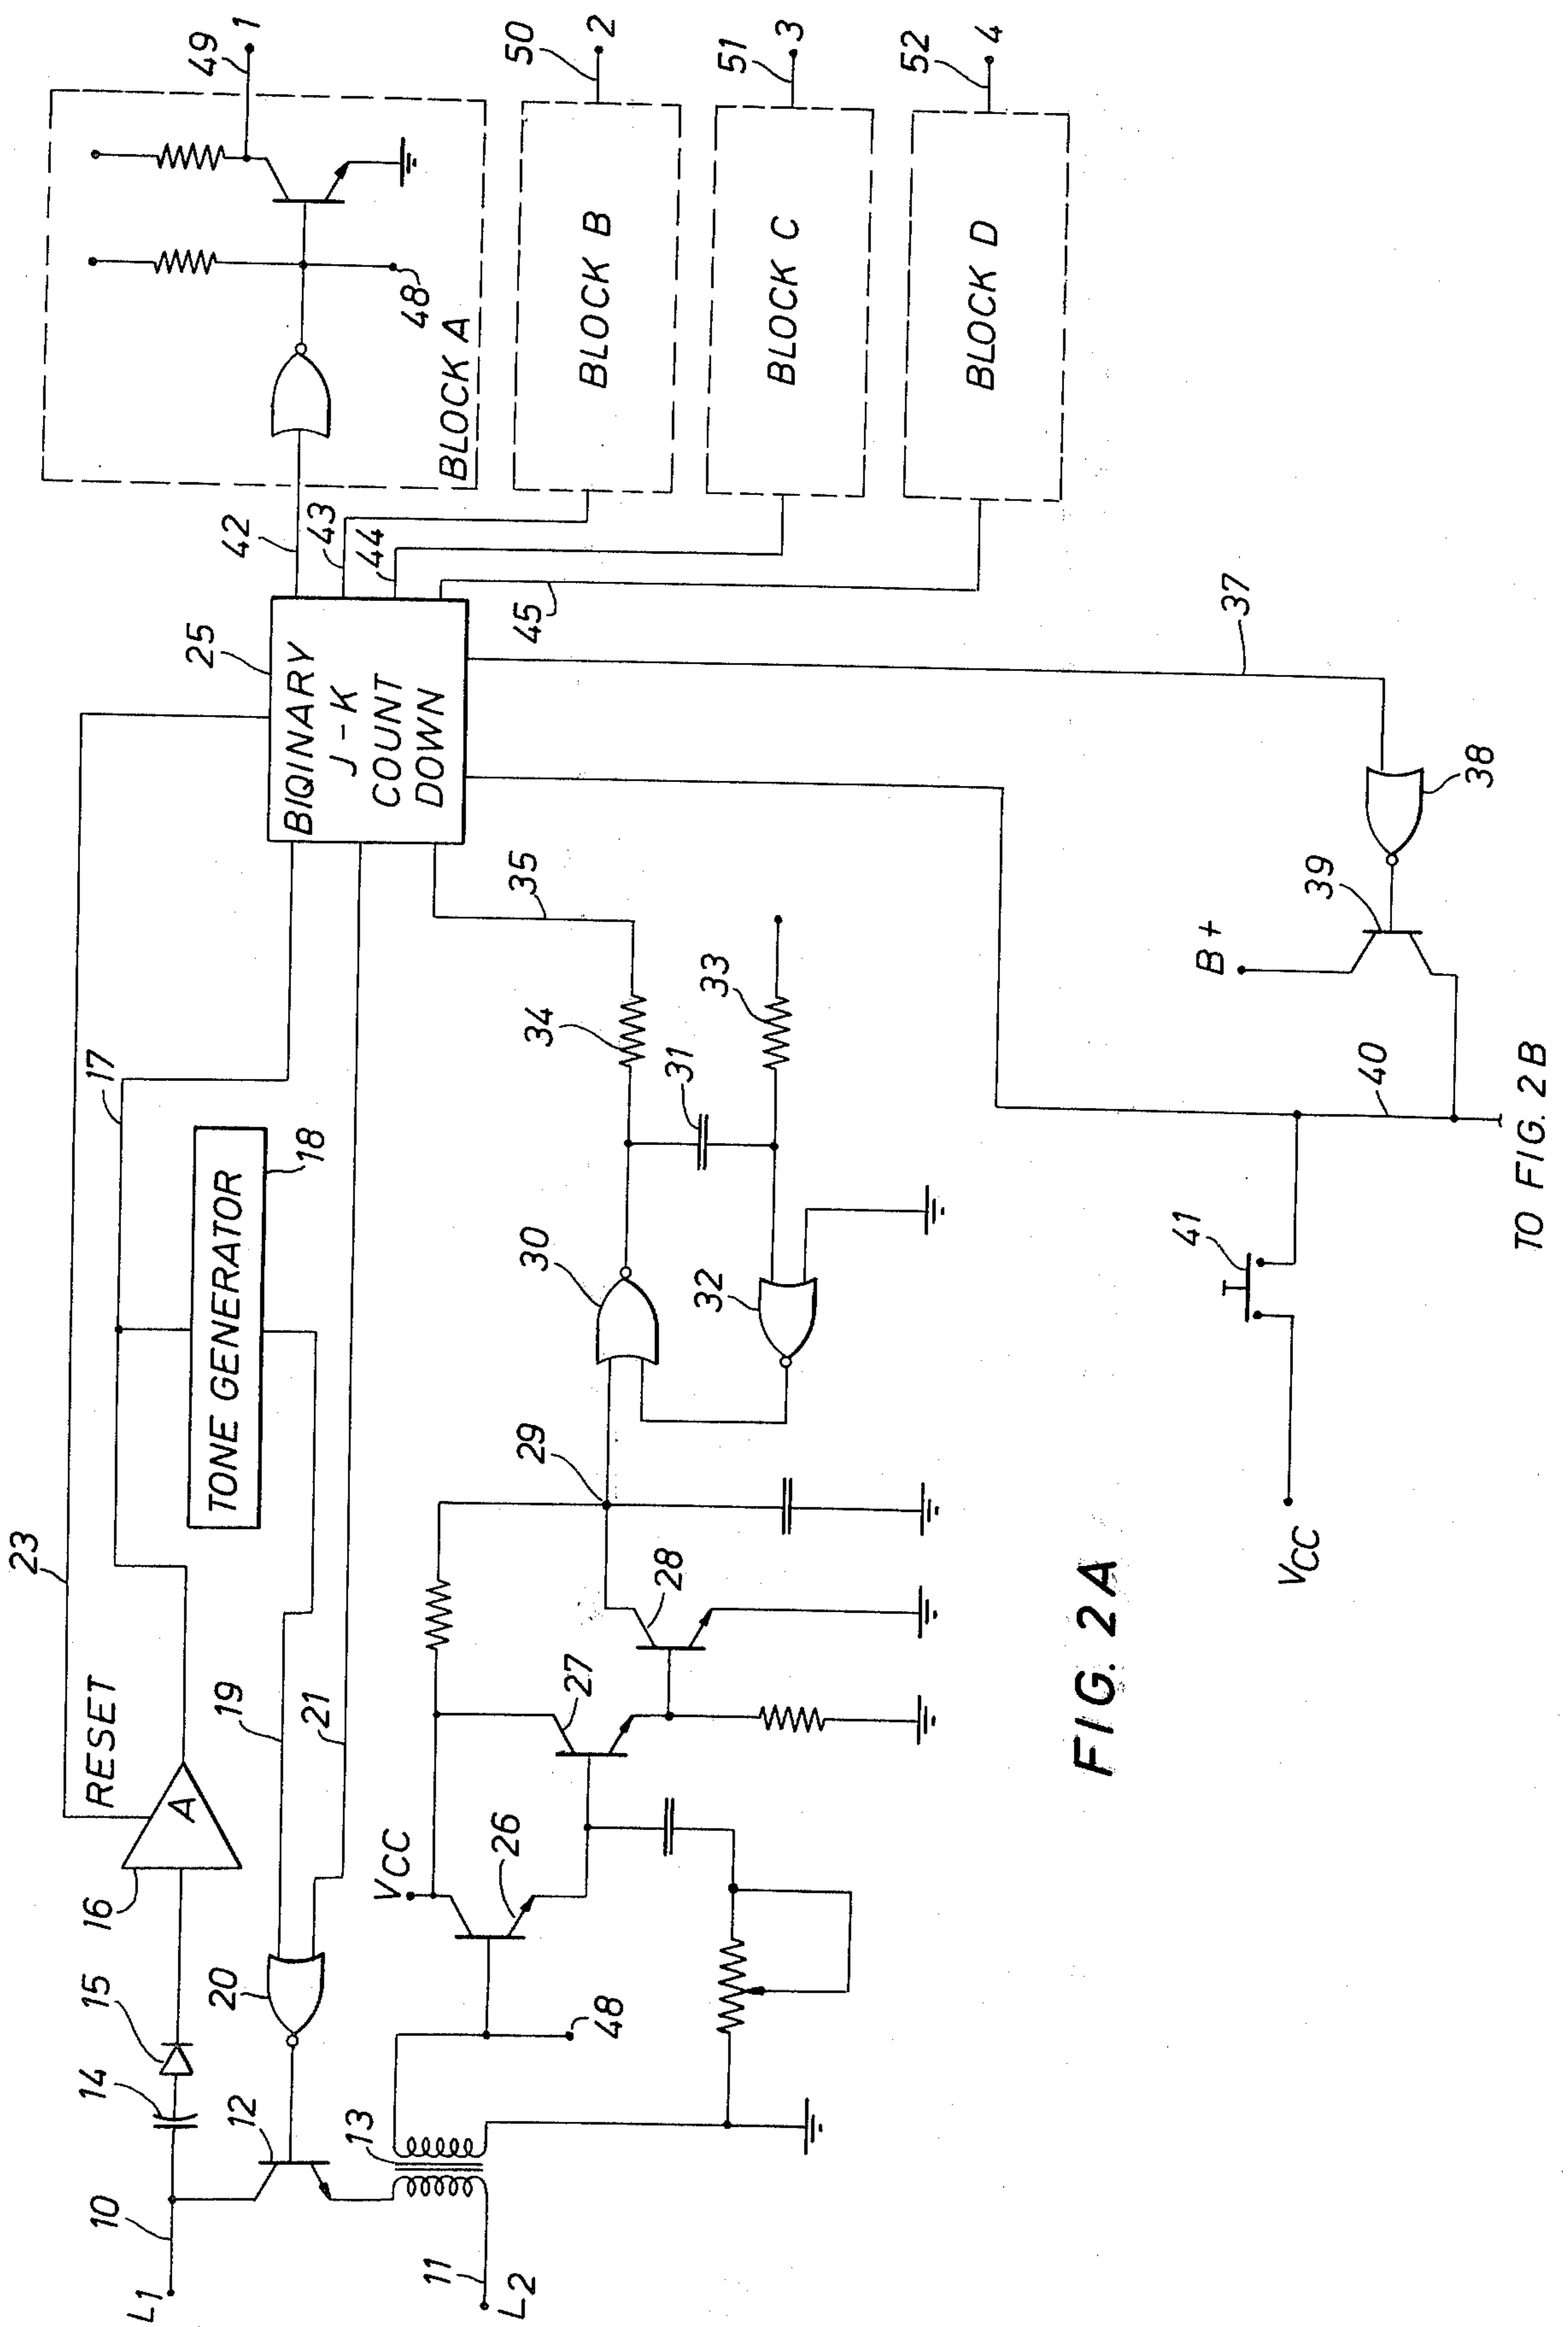 L1
10
14
15
16
A
RESET
23
17
TONE GENERATOR
18
12
20
19
21
11
L2
13
48
VCC
26
27
28
29
30
31
32
33
34
35
25
BIQINARY
J-K
COUNT
DOWN
42
43
44
45
BLOCK A
48
49
1
BLOCK B
50
2
BLOCK C
51
3
BLOCK D
52
4
37
38
39
B+
40
41
VCC
TO FIG. 2B
FIG. 2A